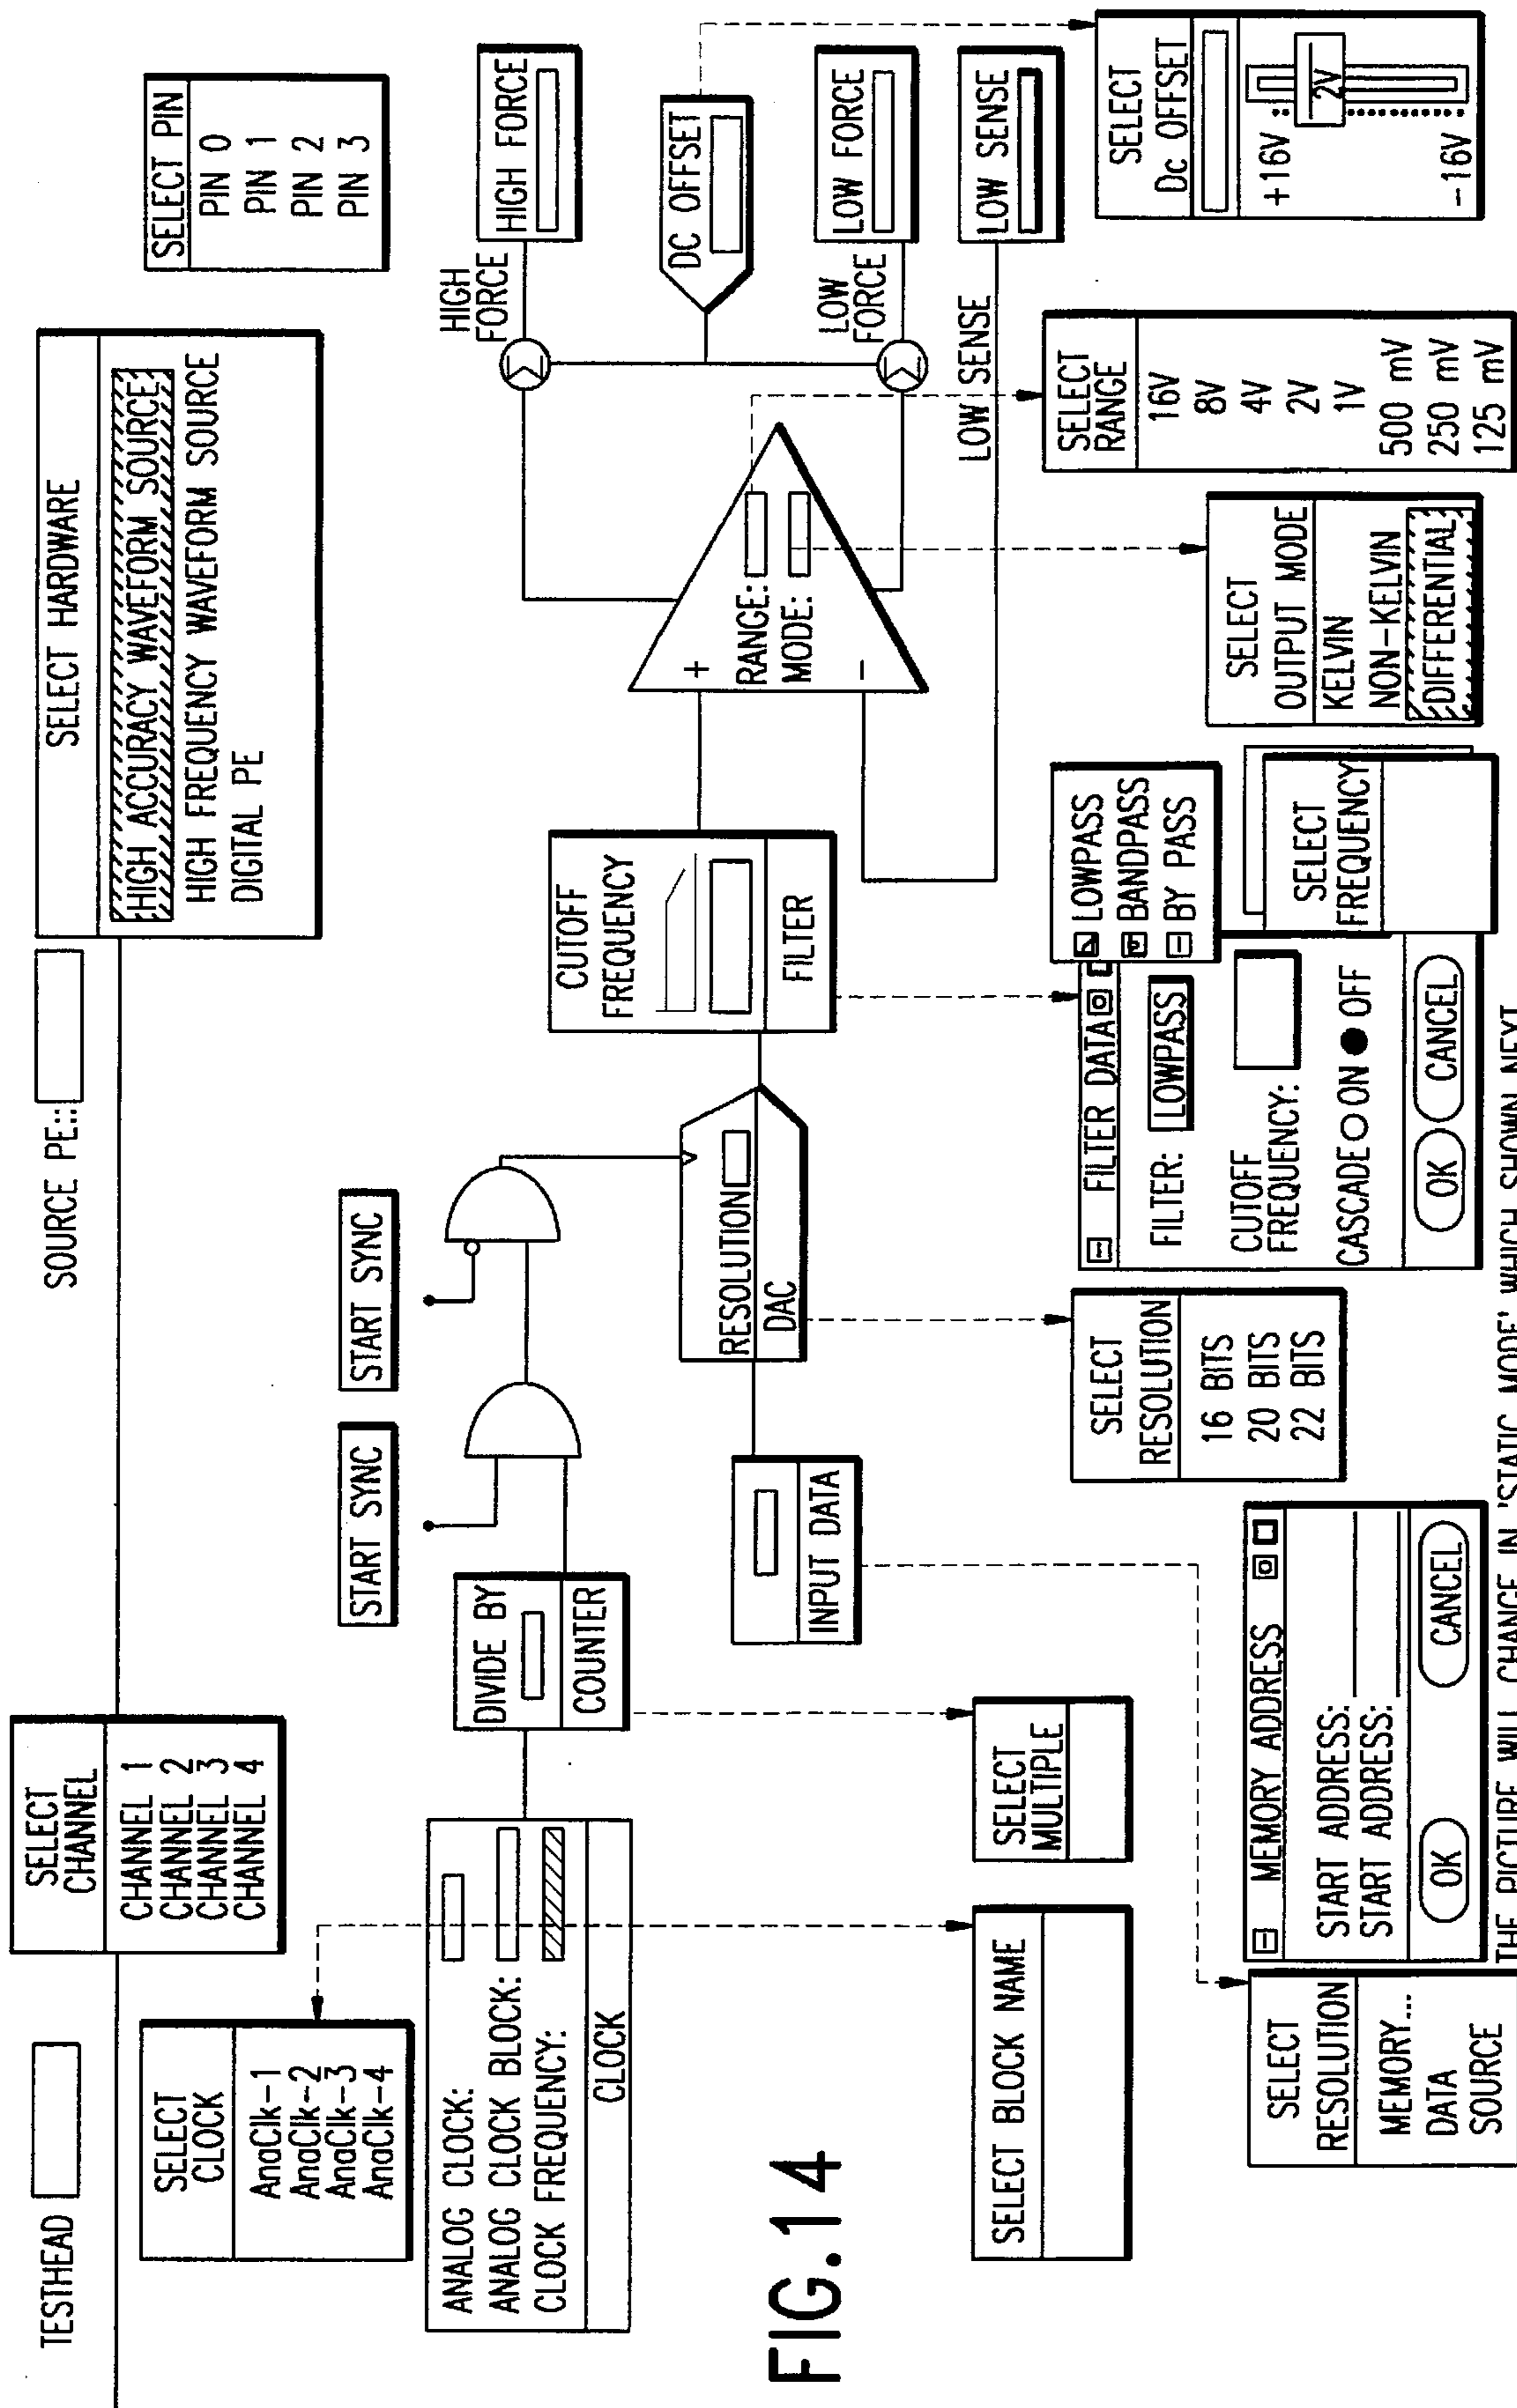 TESTHEAD
SELECT
CHANNEL
CHANNEL 1
CHANNEL 2
CHANNEL 3
CHANNEL 4
SOURCE PE::
SELECT HARDWARE
HIGH ACCURACY WAVEFORM SOURCE
HIGH FREQUENCY WAVEFORM SOURCE
DIGITAL PE
SELECT PIN
PIN 0
PIN 1
PIN 2
PIN 3
SELECT
CLOCK
AnaClk-1
AnaClk-2
AnaClk-3
AnaClk-4
START SYNC
START SYNC
ANALOG CLOCK:
ANALOG CLOCK BLOCK:
CLOCK FREQUENCY:
CLOCK
DIVIDE BY
COUNTER
INPUT DATA
RESOLUTION
DAC
CUTOFF
FREQUENCY
FILTER
+
RANGE:
MODE:
−
HIGH
FORCE
HIGH FORCE
DC OFFSET
LOW
FORCE
LOW FORCE
LOW SENSE
LOW SENSE
SELECT BLOCK NAME
SELECT
MULTIPLE
SELECT
RESOLUTION
MEMORY...
DATA
SOURCE
MEMORY ADDRESS
START ADDRESS:
START ADDRESS:
OK
CANCEL
SELECT
RESOLUTION
16 BITS
20 BITS
22 BITS
FILTER DATA
FILTER: LOWPASS
CUTOFF
FREQUENCY:
CASCADE ON OFF
OK
CANCEL
LOWPASS
BANDPASS
BY PASS
SELECT
FREQUENCY
SELECT
OUTPUT MODE
KELVIN
NON-KELVIN
DIFFERENTIAL
SELECT
RANGE
16V
8V
4V
2V
1V
500 mV
250 mV
125 mV
SELECT
Dc OFFSET
+16V
2V
−16V
THE PICTURE WILL CHANGE IN 'STATIC MODE' WHICH SHOWN NEXT
FIG.14